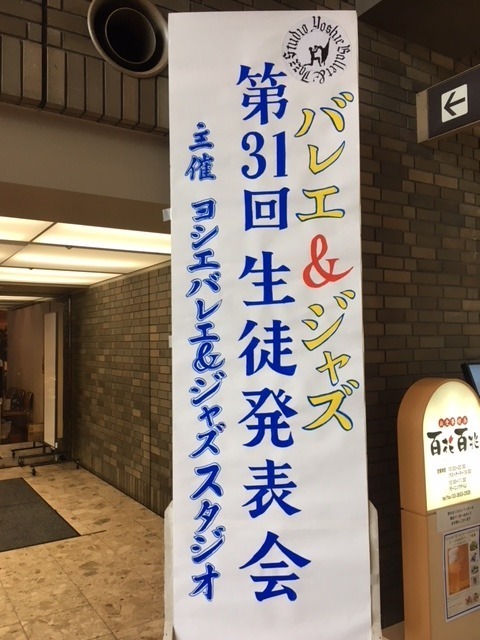 Studio Yoshie Ballet & Jazz
バレエ&ジャズ
第31回 生徒発表会
主催 ヨシエバレエ&ジャズスタジオ
百花百兆